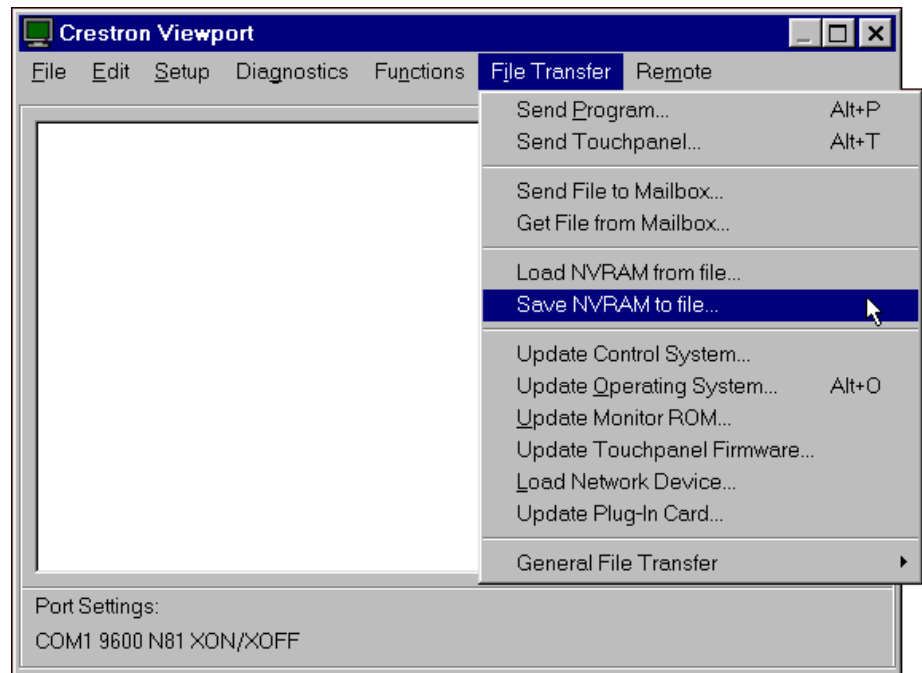 Crestron Viewport
File Edit Setup Diagnostics Functions File Transfer Remote
Send Program... Alt+P
Send Touchpanel... Alt+T
Send File to Mailbox...
Get File from Mailbox...
Load NVRAM from file...
Save NVRAM to file...
Update Control System...
Update Operating System... Alt+O
Update Monitor ROM...
Update Touchpanel Firmware...
Load Network Device...
Update Plug-In Card...
General File Transfer
Port Settings:
COM1 9600 N81 XON/XOFF